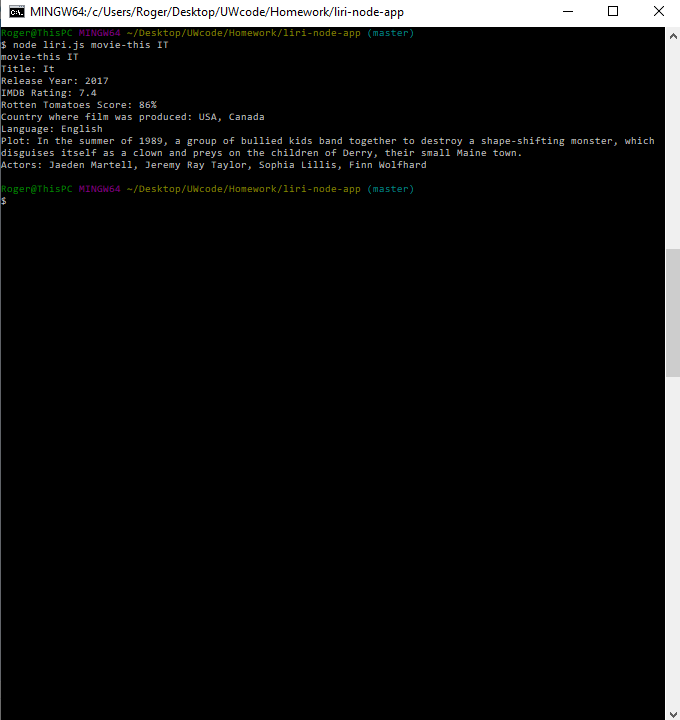 MINGW64:/c/Users/Roger/Desktop/UWcode/Homework/liri-node-app
Roger@ThisPC MINGW64 ~/Desktop/UWcode/Homework/liri-node-app (master)
$ node liri.js movie-this IT
movie-this IT
Title: It
Release Year: 2017
IMDB Rating: 7.4
Rotten Tomatoes Score: 86%
Country where film was produced: USA, Canada
Language: English
Plot: In the summer of 1989, a group of bullied kids band together to destroy a shape-shifting monster, which
disguises itself as a clown and preys on the children of Derry, their small Maine town.
Actors: Jaeden Martell, Jeremy Ray Taylor, Sophia Lillis, Finn Wolfhard
Roger@ThisPC MINGW64 ~/Desktop/UWcode/Homework/liri-node-app (master)
$